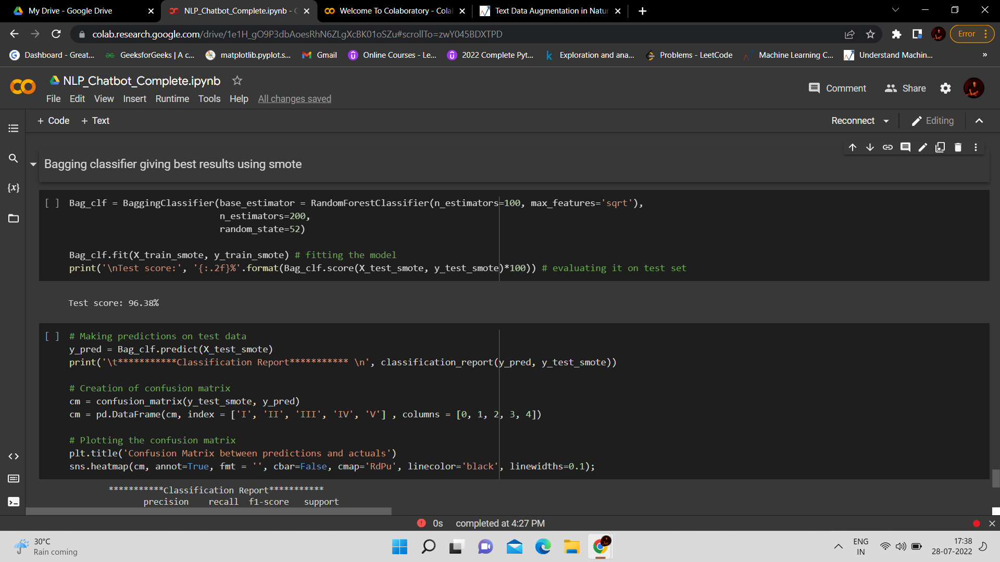 My Drive - Google Drive
NLP_Chatbot_Complete.ipynb - C
Welcome To Colaboratory - Cola
Text Data Augmentation in Natur
colab.research.google.com/drive/1e1H_gO9P3dbAoesRhN6ZLgXcBK01oSZu#scrollTo=zwY045BDXTPD
Error
Dashboard - Great...
GeeksforGeeks | A c...
matplotlib.pyplot.s...
Gmail
Online Courses - Le...
2022 Complete Pyt...
Exploration and ana...
Problems - LeetCode
Machine Learning C...
Understand Machin...
»
NLP_Chatbot_Complete.ipynb
Comment
Share
File Edit View Insert Runtime Tools Help All changes saved
+ Code + Text
Reconnect
Editing
Bagging classifier giving best results using smote
[ ] Bag_clf = BaggingClassifier(base_estimator = RandomForestClassifier(n_estimators=100, max_features='sqrt'),
n_estimators=200,
random_state=52)
Bag_clf.fit(X_train_smote, y_train_smote) # fitting the model
print('\nTest score:', '{:.2f}%'.format(Bag_clf.score(X_test_smote, y_test_smote)*100)) # evaluating it on test set
Test score: 96.38%
[ ] # Making predictions on test data
y_pred = Bag_clf.predict(X_test_smote)
print('\t***********Classification Report*********** \n', classification_report(y_pred, y_test_smote))
# Creation of confusion matrix
cm = confusion_matrix(y_test_smote, y_pred)
cm = pd.DataFrame(cm, index = ['I', 'II', 'III', 'IV', 'V'] , columns = [0, 1, 2, 3, 4])
# Plotting the confusion matrix
plt.title('Confusion Matrix between predictions and actuals')
sns.heatmap(cm, annot=True, fmt = '', cbar=False, cmap='RdPu', linecolor='black', linewidths=0.1);
***********Classification Report***********
precision recall f1-score support
0s completed at 4:27 PM
30°C
Rain coming
ENG
IN
17:38
28-07-2022